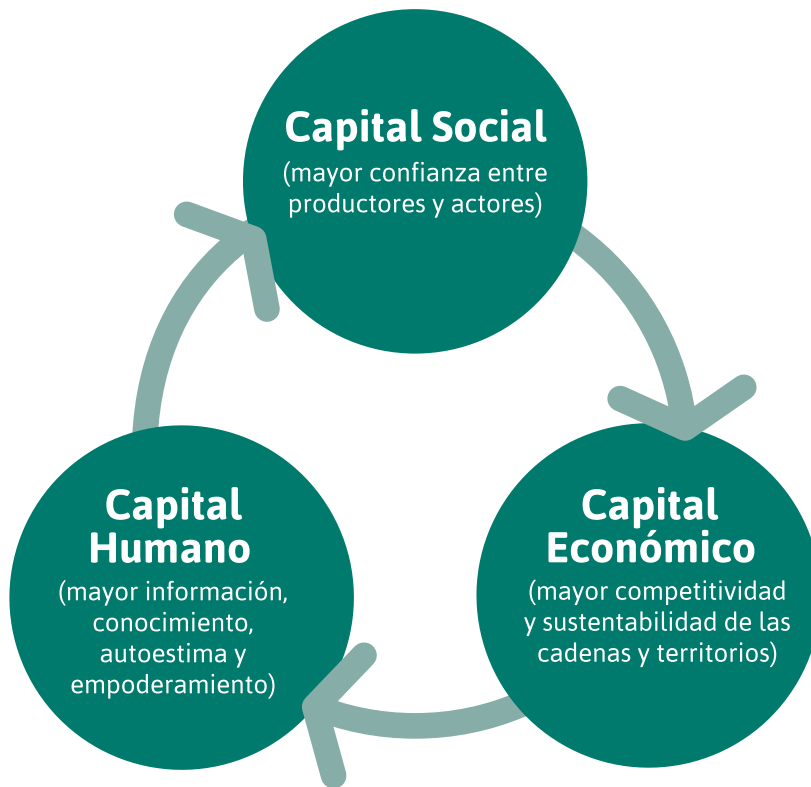 Capital Social
(mayor confianza entre
productores y actores)
Capital
Humano
(mayor información,
conocimiento,
autoestima y
empoderamiento)
Capital
Económico
(mayor competitividad
y sustentabilidad de las
cadenas y territorios)